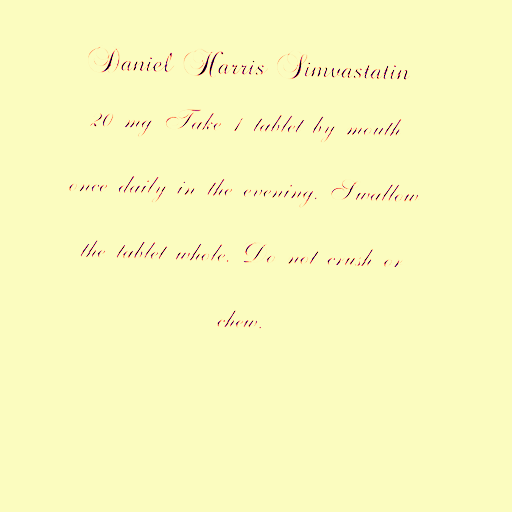 Daniel Harris Simvastatin
20 mg Take 1 tablet by mouth
once daily in the evening. Swallow
the tablet whole. Do not crush or
chew.